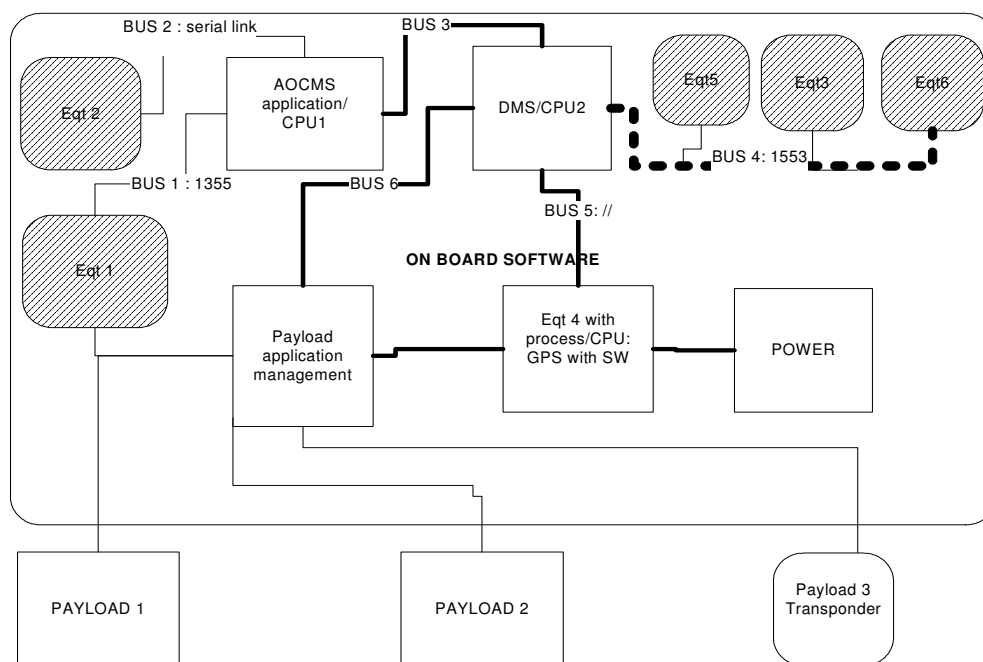 BUS 2 : serial link
BUS 3
Eqt 2
AOCMS
application/
CPU1
DMS/CPU2
Eqt5
Eqt3
Eqt6
BUS 4: 1553
BUS 1 : 1355
BUS 6
BUS 5: //
Eqt 1
ON BOARD SOFTWARE
Payload
application
management
Eqt 4 with
process/CPU:
GPS with SW
POWER
PAYLOAD 1
PAYLOAD 2
Payload 3
Transponder